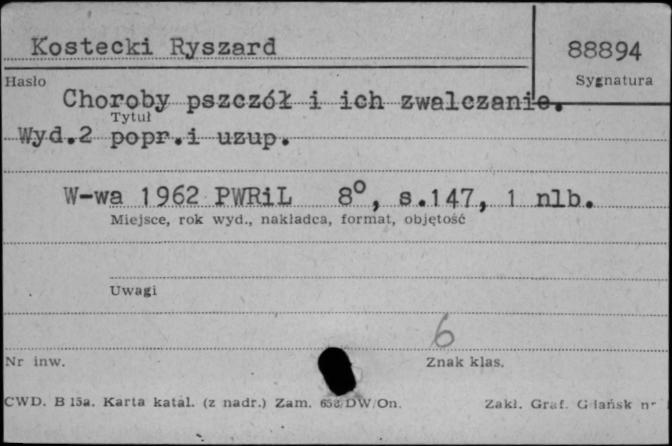 Kostecki Ryszard 88894
Hasło Sygnatura
Choroby pszczół i ich zwalczanie.
Tytuł
Wyd.2 popr.i uzup.
W-wa 1962 PWRiL 8°, s.147, 1 nlb.
Miejsce, rok wyd., nakładca, format, objętość
Uwagi
6
Nr inw. Znak klas.
CWD. B 15a. Karta katal. (z nadr.) Zam. DW/On. Zakł. Graf. Gdańsk